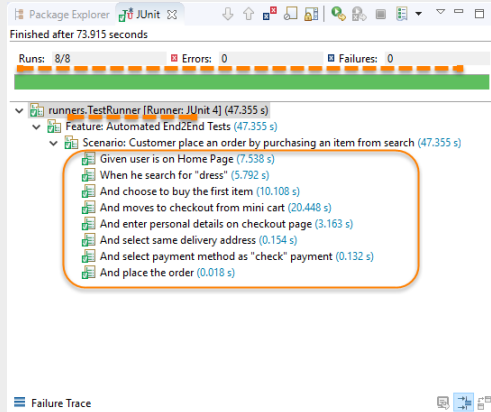 Package Explorer JUnit
Finished after 73.915 seconds
Runs: 8/8 Errors: 0 Failures: 0
runners.TestRunner [Runner: JUnit 4] (47.355 s)
Feature: Automated End2End Tests (47.355 s)
Scenario: Customer place an order by purchasing an item from search (47.355 s)
Given user is on Home Page (7.538 s)
When he search for "dress" (5.792 s)
And choose to buy the first item (10.108 s)
And moves to checkout from mini cart (20.448 s)
And enter personal details on checkout page (3.163 s)
And select same delivery address (0.154 s)
And select payment method as "check" payment (0.132 s)
And place the order (0.018 s)
Failure Trace